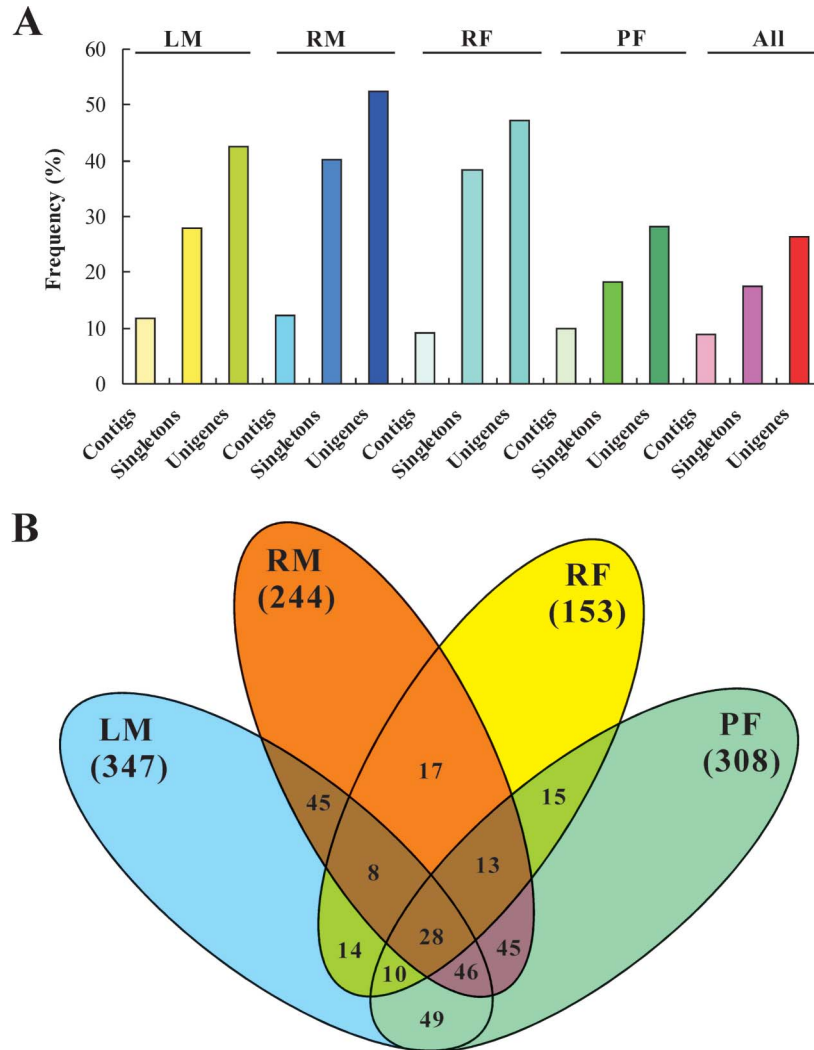 A
LM RM RF PF All
Frequency (%)
60
50
40
30
20
10
0
Contigs Singletons Unigenes Contigs Singletons Unigenes Contigs Singletons Unigenes Contigs Singletons Unigenes Contigs Singletons Unigenes
B
RM
(244)
RF
(153)
LM
(347)
PF
(308)
17
45
15
8
13
28
14
45
10
46
49